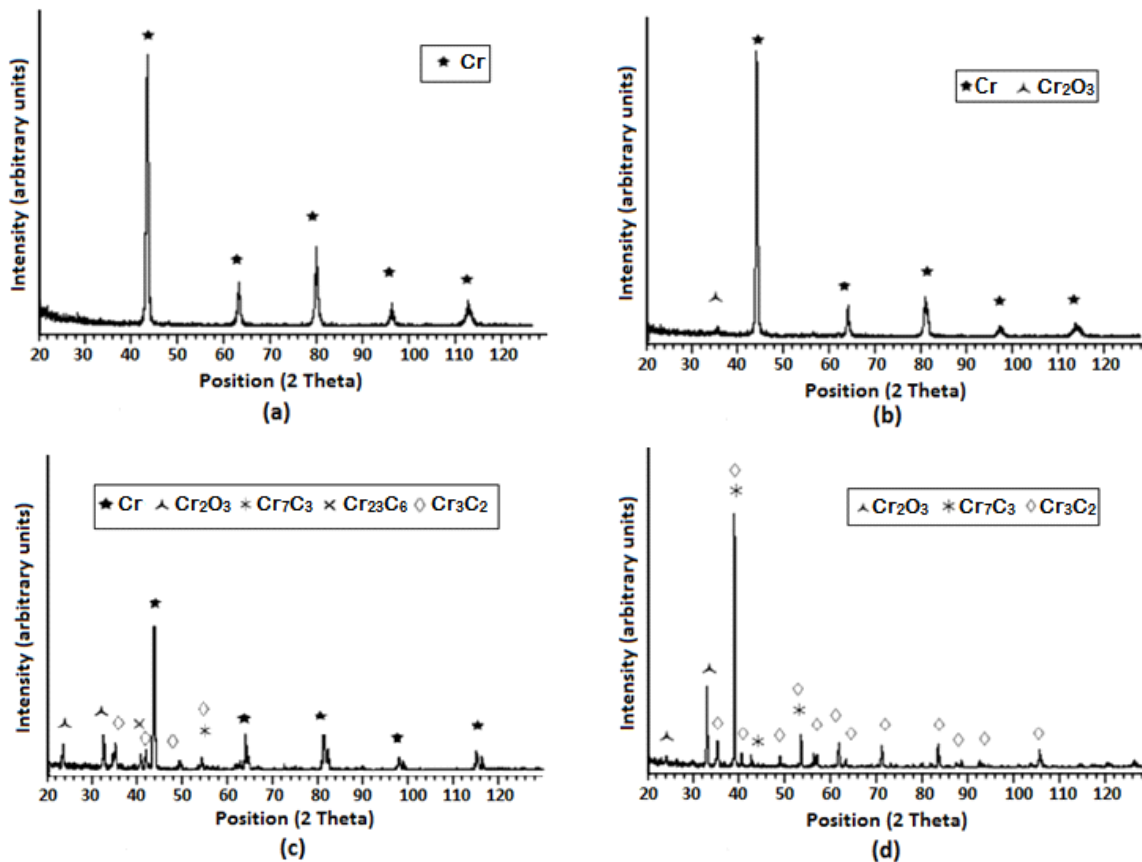 Intensity (arbitrary units)
★ Cr
20 30 40 50 60 70 80 90 100 110 120
Position (2 Theta)
(a)
Intensity (arbitrary units)
★ Cr ⅄ Cr₂O₃
20 30 40 50 60 70 80 90 100 110 120
Position (2 Theta)
(b)
Intensity (arbitrary units)
★ Cr ⅄ Cr₂O₃ ✳ Cr₇C₃ × Cr₂₃C₆ ◇ Cr₃C₂
20 30 40 50 60 70 80 90 100 110 120
Position (2 Theta)
(c)
Intensity (arbitrary units)
⅄ Cr₂O₃ ✳ Cr₇C₃ ◇ Cr₃C₂
20 30 40 50 60 70 80 90 100 110 120
Position (2 Theta)
(d)